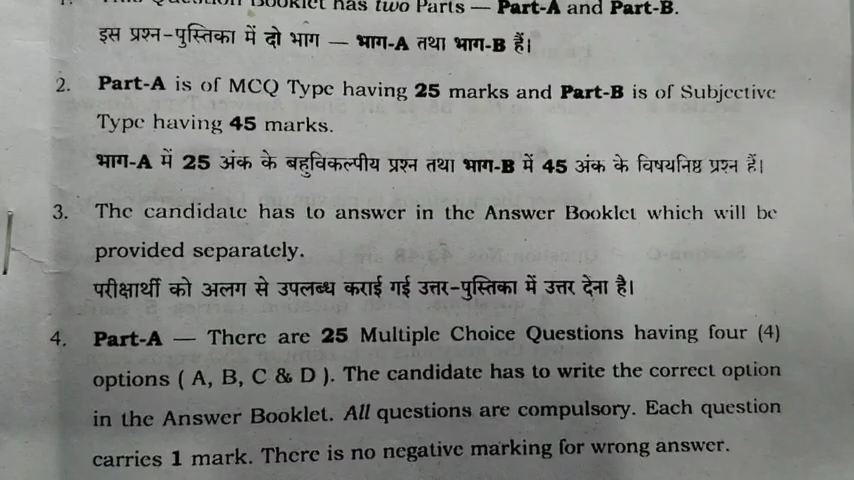 1. This Question Booklet has two Parts — Part-A and Part-B.
इस प्रश्न-पुस्तिका में दो भाग — भाग-A तथा भाग-B हैं।
2. Part-A is of MCQ Type having 25 marks and Part-B is of Subjective
Type having 45 marks.
भाग-A में 25 अंक के बहुविकल्पीय प्रश्न तथा भाग-B में 45 अंक के विषयनिष्ठ प्रश्न हैं।
3. The candidate has to answer in the Answer Booklet which will be
provided separately.
परीक्षार्थी को अलग से उपलब्ध कराई गई उत्तर-पुस्तिका में उत्तर देना है।
4. Part-A — There are 25 Multiple Choice Questions having four (4)
options ( A, B, C & D ). The candidate has to write the correct option
in the Answer Booklet. All questions are compulsory. Each question
carries 1 mark. There is no negative marking for wrong answer.